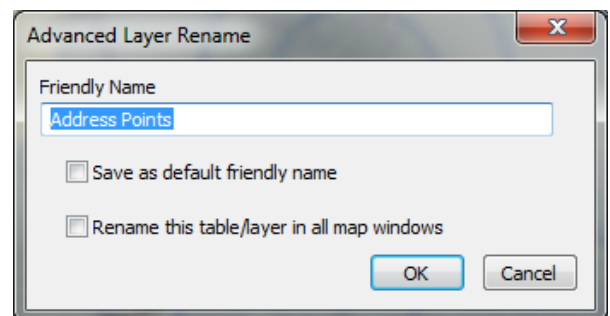 Advanced Layer Rename
Friendly Name
Address Points
Save as default friendly name
Rename this table/layer in all map windows
OK Cancel